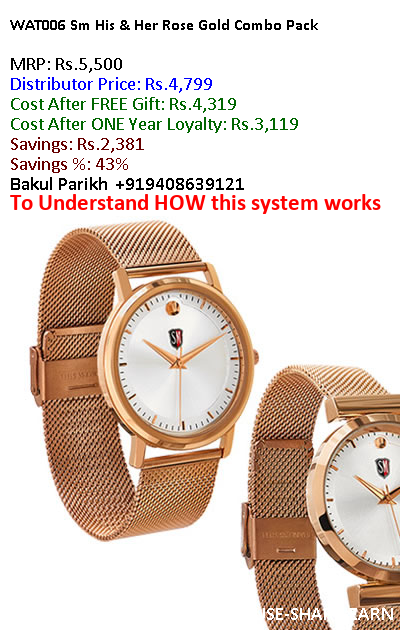 WAT006 Sm His & Her Rose Gold Combo Pack
MRP: Rs.5,500
Distributor Price: Rs.4,799
Cost After FREE Gift: Rs.4,319
Cost After ONE Year Loyalty: Rs.3,119
Savings: Rs.2,381
Savings %: 43%
Bakul Parikh +919408639121
To Understand HOW this system works
SM
SM